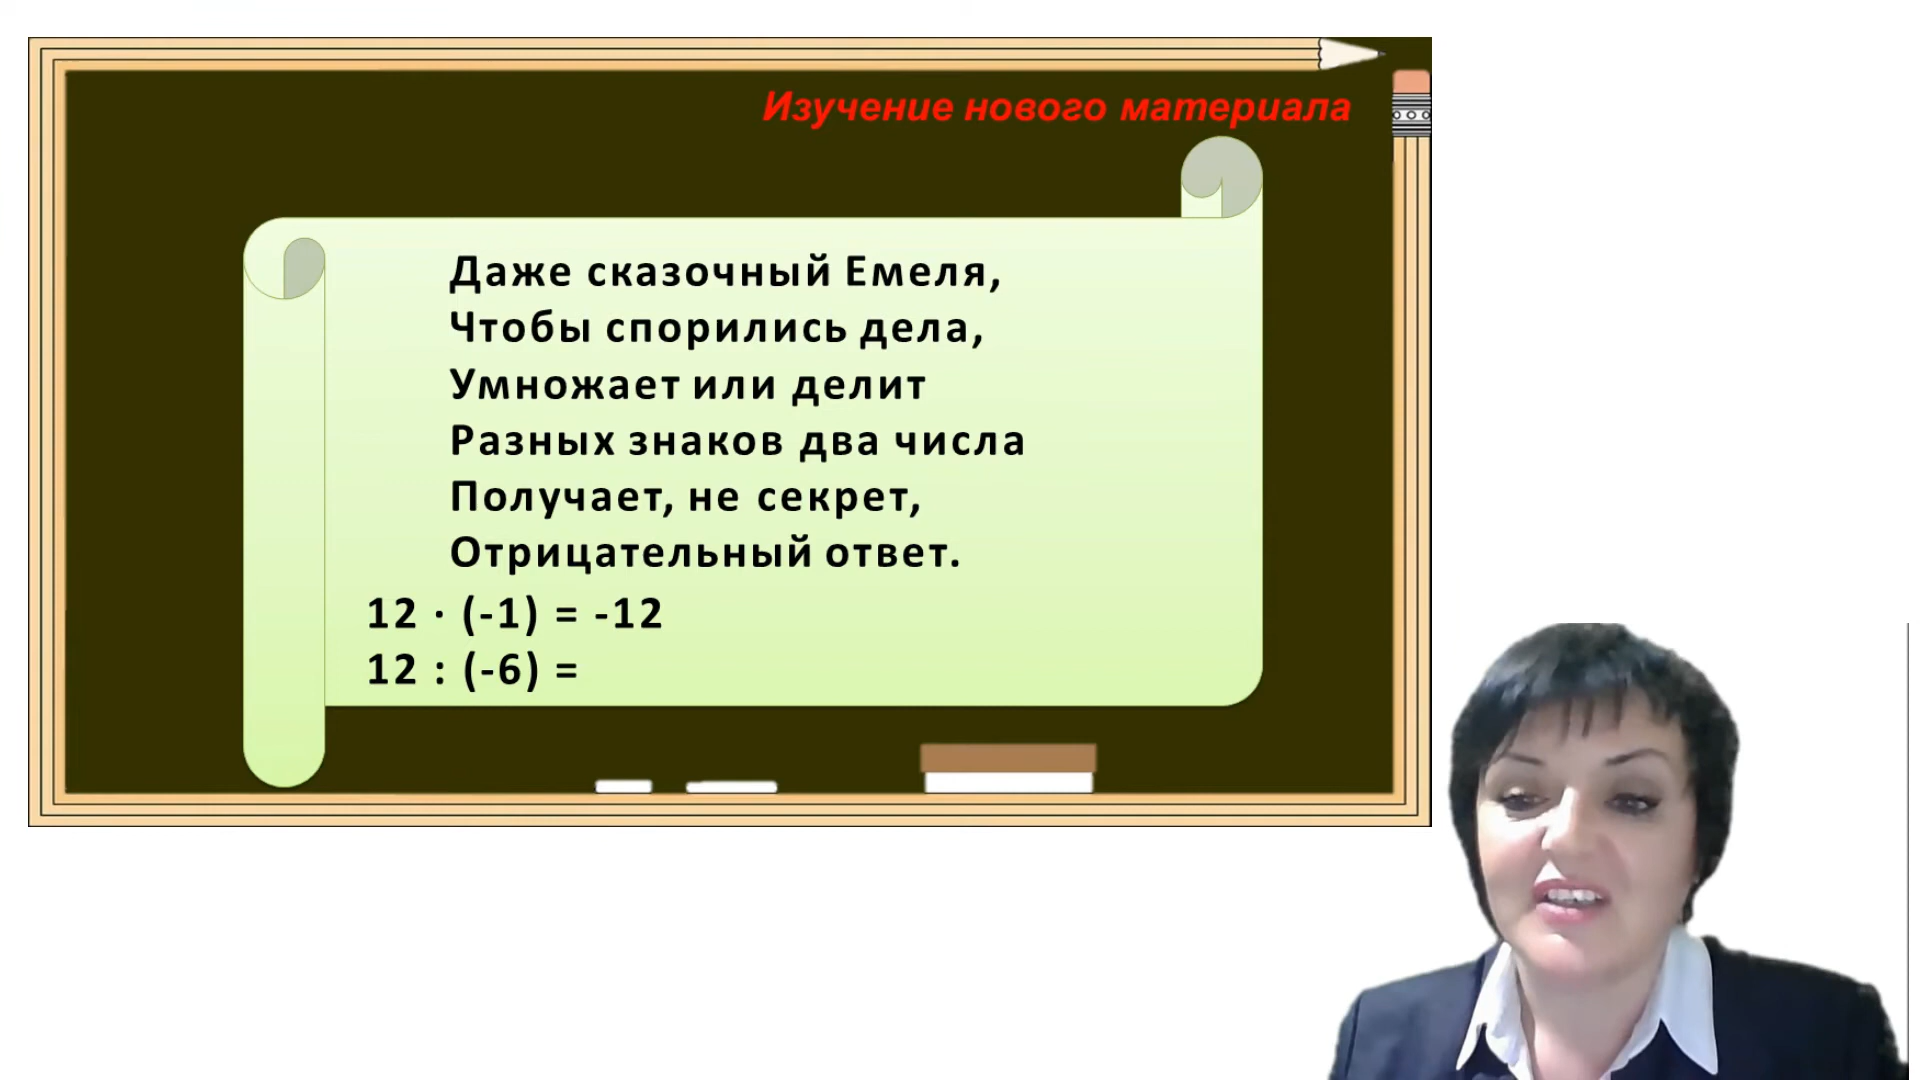 Изучение нового материала
Даже сказочный Емеля,
Чтобы спорились дела,
Умножает или делит
Разных знаков два числа
Получает, не секрет,
Отрицательный ответ.
12 · (-1) = -12
12 : (-6) =